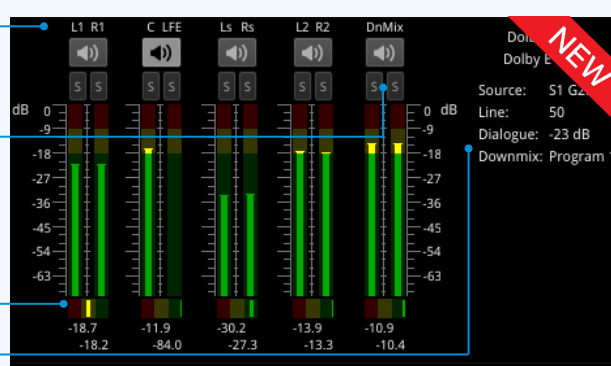 L1 R1 C LFE Ls Rs L2 R2 DnMix
S S S S S S S S S S
dB 0 0 dB
-9 -9
-18 -18
-27 -27
-36 -36
-45 -45
-54 -54
-63 -63
-18.7 -11.9 -30.2 -13.9 -10.9
-18.2 -84.0 -27.3 -13.3 -10.4
NEW
Dolby E
Source: S1
Line: 50
Dialogue: -23 dB
Downmix: Program